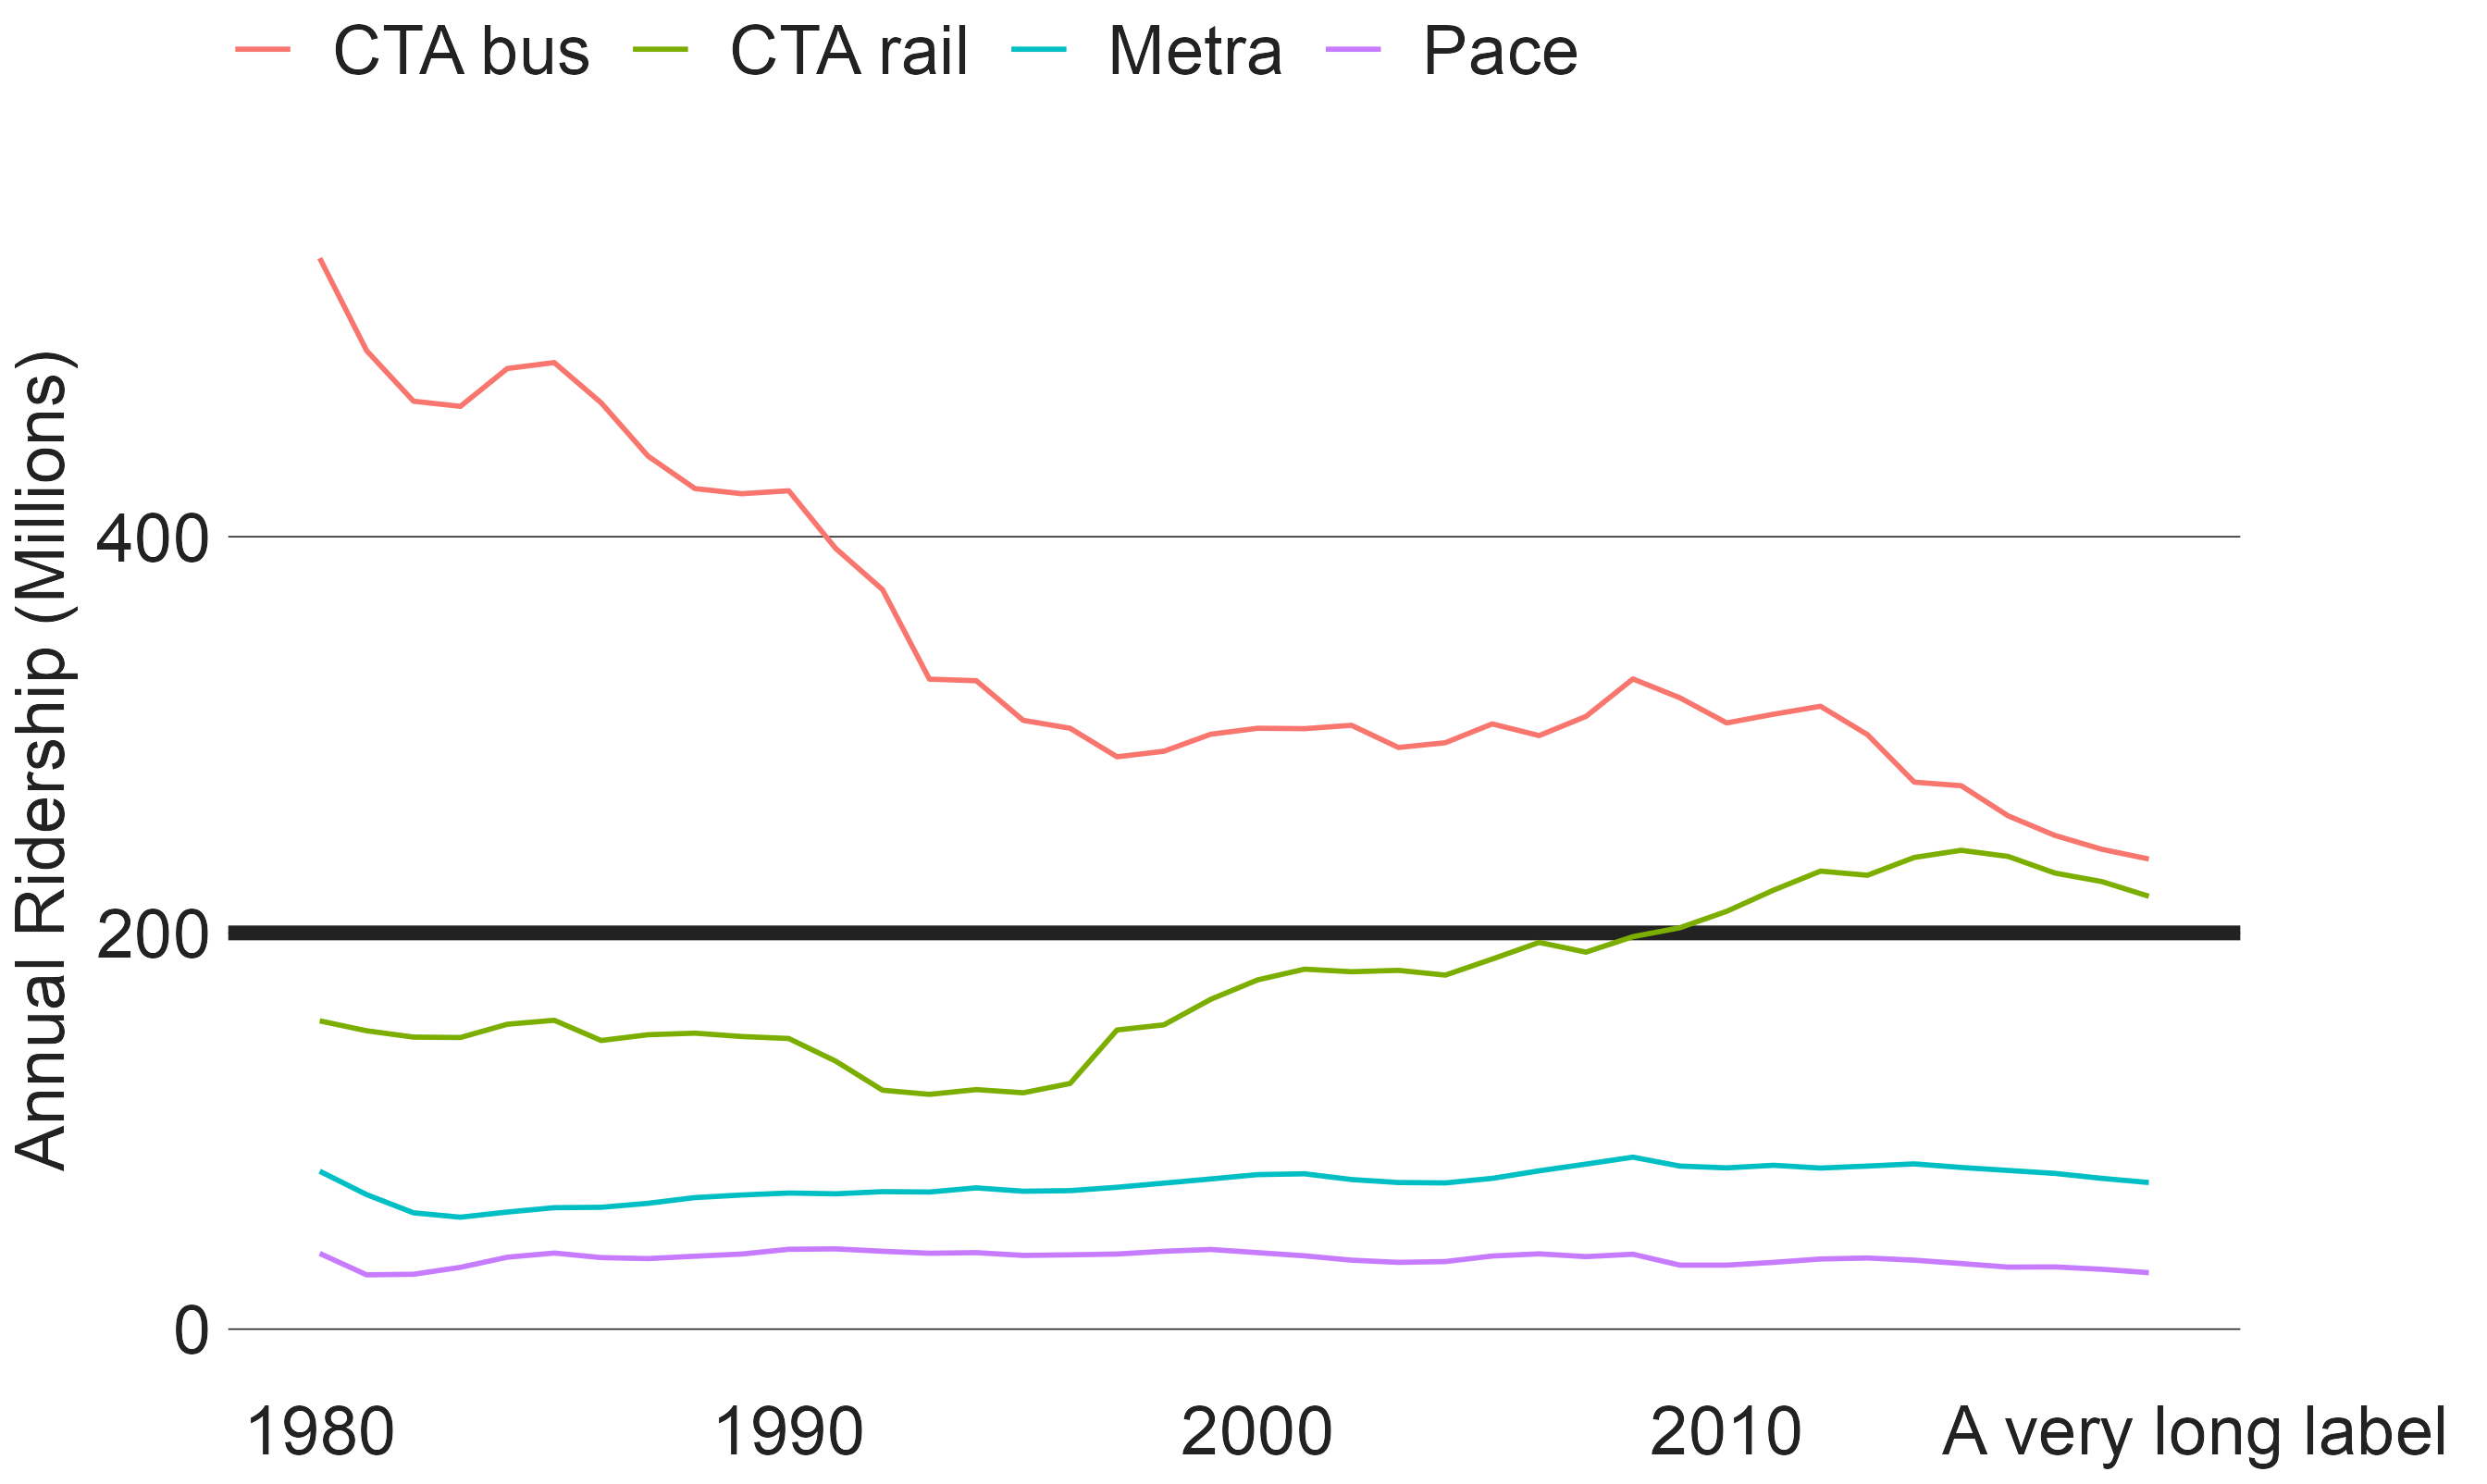 CTA bus CTA rail Metra Pace
Annual Ridership (Millions)
400
200
0
1980 1990 2000 2010 A very long label